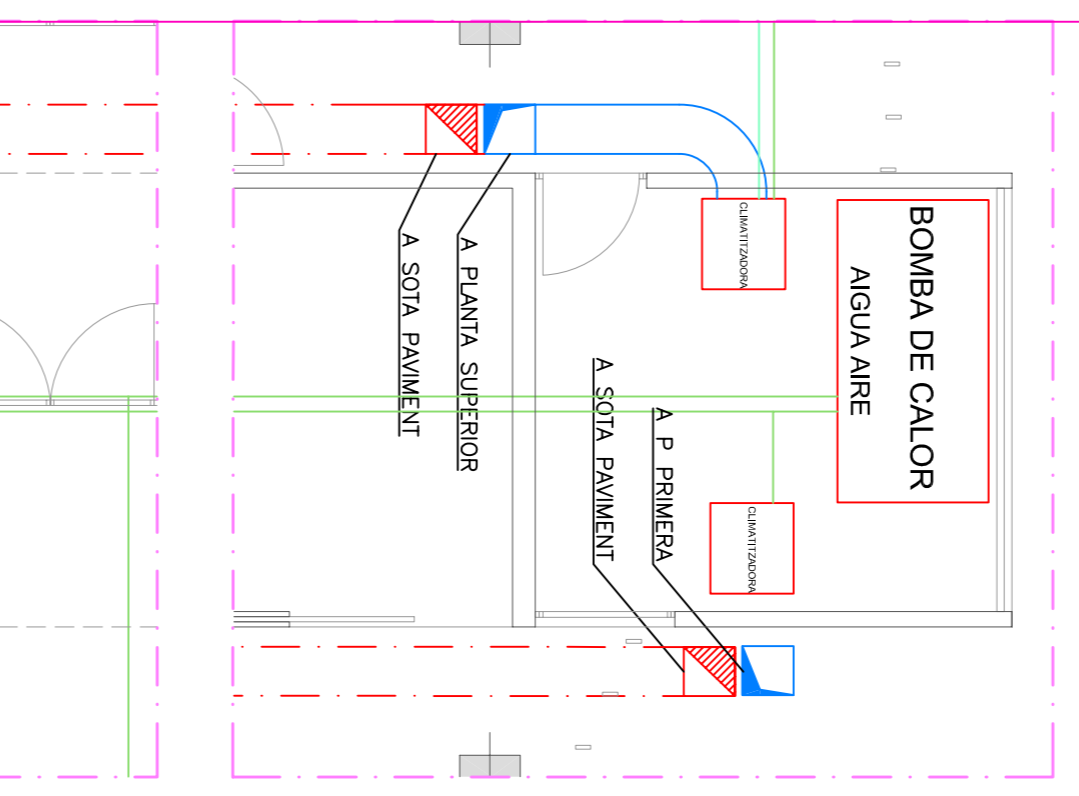 BOMBA DE CALOR
AIGUA AIRE
CLIMATITZADORA
CLIMATITZADORA
A P PRIMERA
A SOTA PAVIMENT
A PLANTA SUPERIOR
A SOTA PAVIMENT